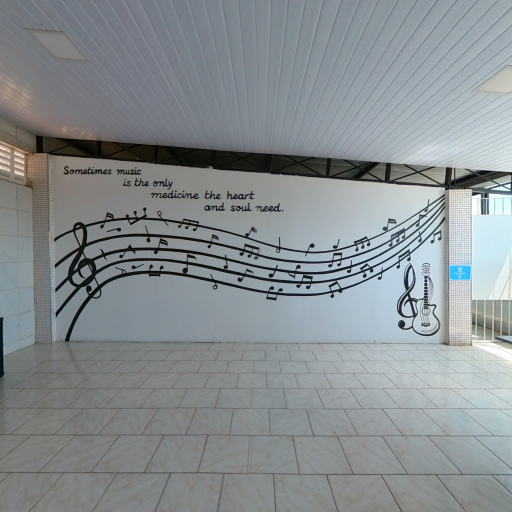 Sometimes music
is the only
medicine the heart
and soul need.